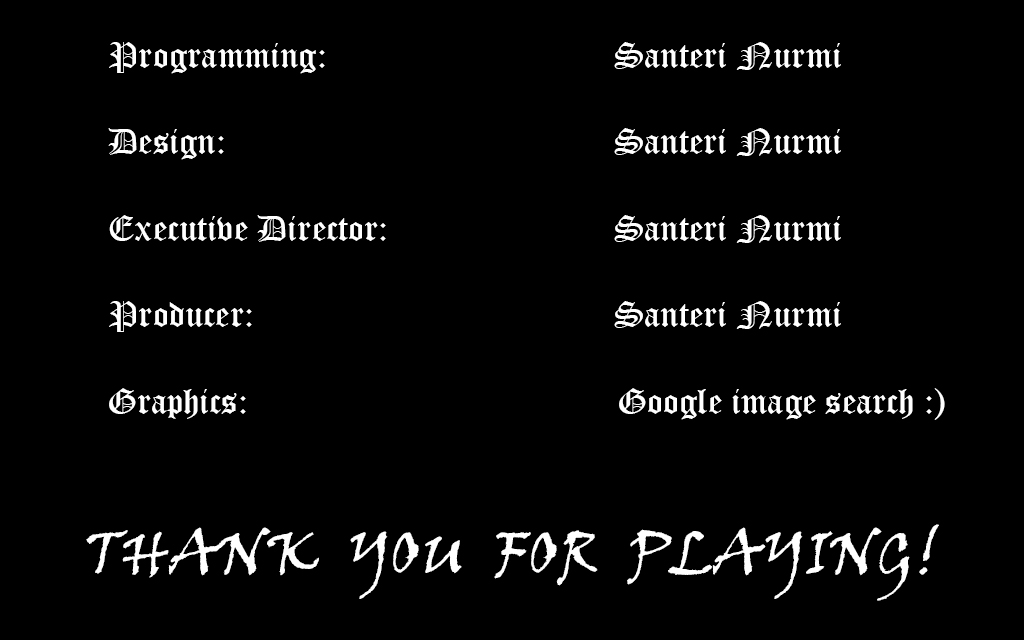 Programming: Santeri Nurmi
Design: Santeri Nurmi
Executive Director: Santeri Nurmi
Producer: Santeri Nurmi
Graphics: Google image search :)
THANK YOU FOR PLAYING!